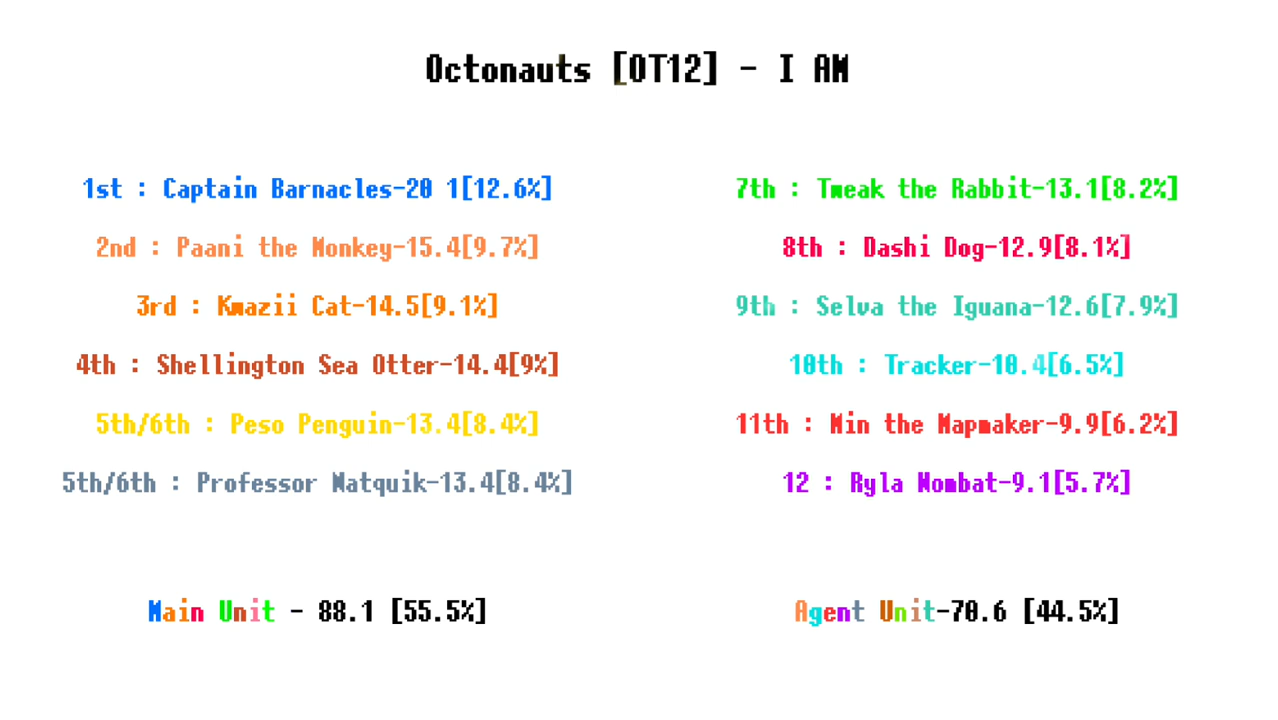 Octonauts [OT12] - I AM
1st : Captain Barnacles-20 1[12.6%]
2nd : Paani the Monkey-15.4[9.7%]
3rd : Kwazii Cat-14.5[9.1%]
4th : Shellington Sea Otter-14.4[9%]
5th/6th : Peso Penguin-13.4[8.4%]
5th/6th : Professor Natquik-13.4[8.4%]
7th : Tweak the Rabbit-13.1[8.2%]
8th : Dashi Dog-12.9[8.1%]
9th : Selva the Iguana-12.6[7.9%]
10th : Tracker-10.4[6.5%]
11th : Min the Mapmaker-9.9[6.2%]
12 : Ryla Wombat-9.1[5.7%]
Main Unit - 88.1 [55.5%]
Agent Unit-70.6 [44.5%]